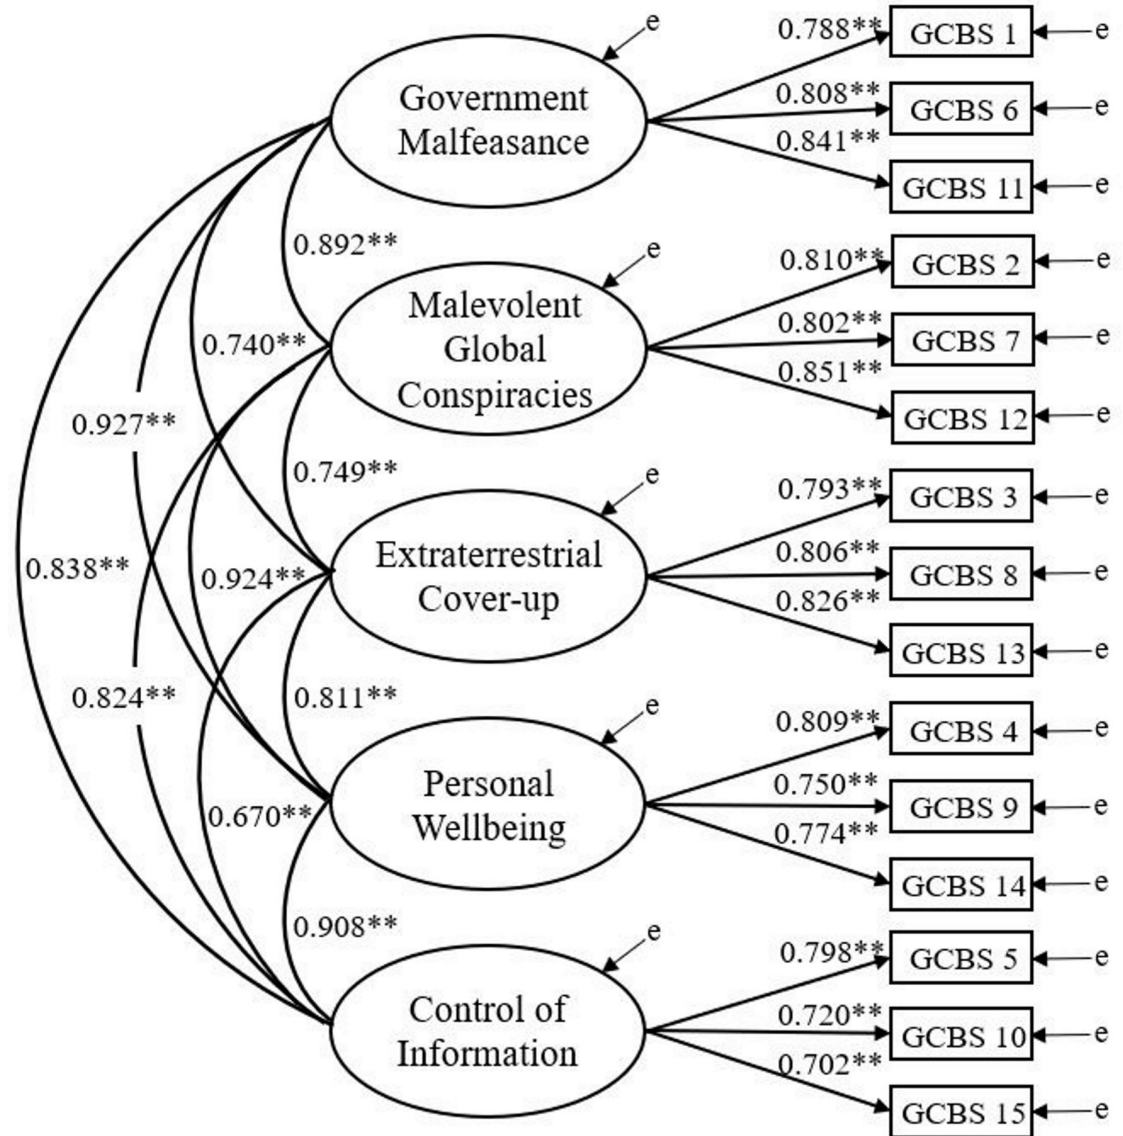 e
0.788**
GCBS 1
e
Government
Malfeasance
0.808**
GCBS 6
e
0.841**
GCBS 11
e
0.892**
e
0.810**
GCBS 2
e
Malevolent
Global
Conspiracies
0.802**
GCBS 7
e
0.851**
GCBS 12
e
0.740**
0.927**
0.749**
e
0.793**
GCBS 3
e
Extraterrestrial
Cover-up
0.806**
GCBS 8
e
0.826**
GCBS 13
e
0.838**
0.924**
0.824**
0.811**
e
0.809**
GCBS 4
e
Personal
Wellbeing
0.750**
GCBS 9
e
0.774**
GCBS 14
e
0.670**
0.908**
e
0.798**
GCBS 5
e
Control of
Information
0.720**
GCBS 10
e
0.702**
GCBS 15
e